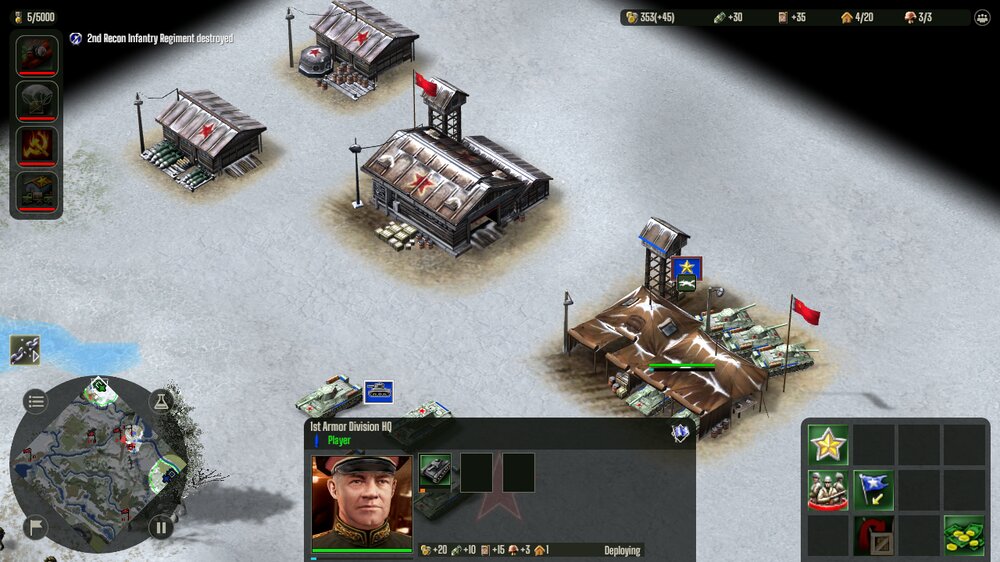 5/5000
353(+45) +30 +35 4/20 3/3
2nd Recon Infantry Regiment destroyed
1st Armor Division HQ
Player
+20 +10 +15 +3 1 Deploying